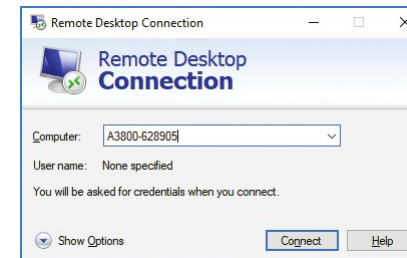 Remote Desktop Connection
Remote Desktop
Connection
Computer: A3800-628905
User name: None specified
You will be asked for credentials when you connect.
Show Options Connect Help